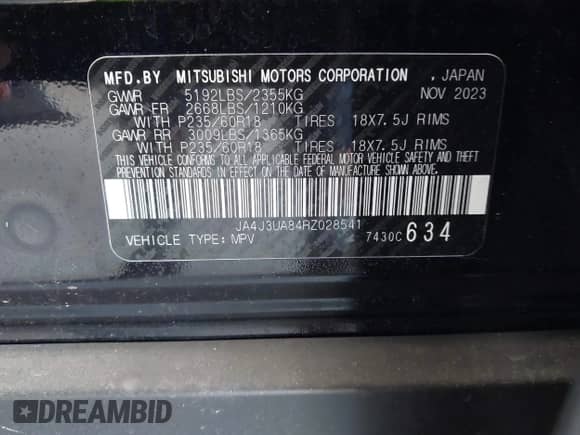 MFD.BY MITSUBISHI MOTORS CORPORATION , JAPAN
GVWR 5192LBS/2355KG NOV 2023
GAWR FR 2668LBS/1210KG
WITH P235/60R18 TIRES 18X7.5J RIMS
GAWR RR 3009LBS/1365KG
WITH P235/60R18 TIRES 18X7.5J RIMS
THIS VEHICLE CONFORMS TO ALL APPLICABLE FEDERAL MOTOR VEHICLE SAFETY AND THEFT
PREVENTION STANDARDS IN EFFECT ON THE DATE OF MANUFACTURE SHOWN ABOVE.
JA4J3UA84RZ028541
VEHICLE TYPE: MPV 7430C 634
DREAMBID